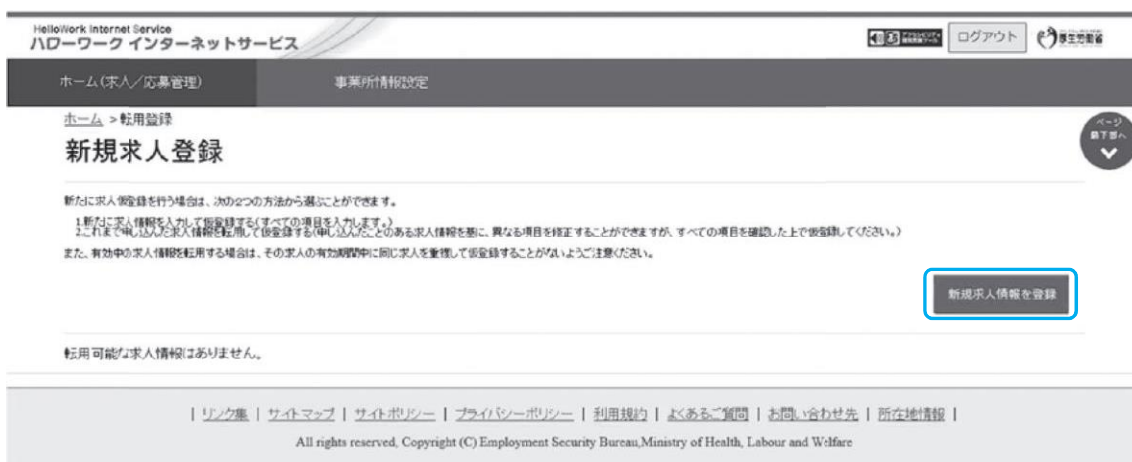 HelloWork Internet Service
ハローワーク インターネットサービス
ログアウト
厚生労働省
ホーム(求人／応募管理)
事業所情報設定
ホーム >転用登録
ページ
最下部へ
新規求人登録
新たに求人仮登録を行う場合は、次の2つの方法から選ぶことができます。
1.新たに求人情報を入力して仮登録する(すべての項目を入力します。)
2.これまで申し込んだ求人情報を転用して仮登録する(申し込んだことのある求人情報を基に、異なる項目を修正することができますが、すべての項目を確認した上で仮登録してください。)
また、有効中の求人情報を転用する場合は、その求人の有効期間中に同じ求人を重複して仮登録することがないようご注意ください。
新規求人情報を登録
転用可能な求人情報はありません。
| リンク集 | サイトマップ | サイトポリシー | プライバシーポリシー | 利用規約 | よくあるご質問 | お問い合わせ先 | 所在地情報 |
All rights reserved, Copyright (C) Employment Security Bureau,Ministry of Health, Labour and Welfare